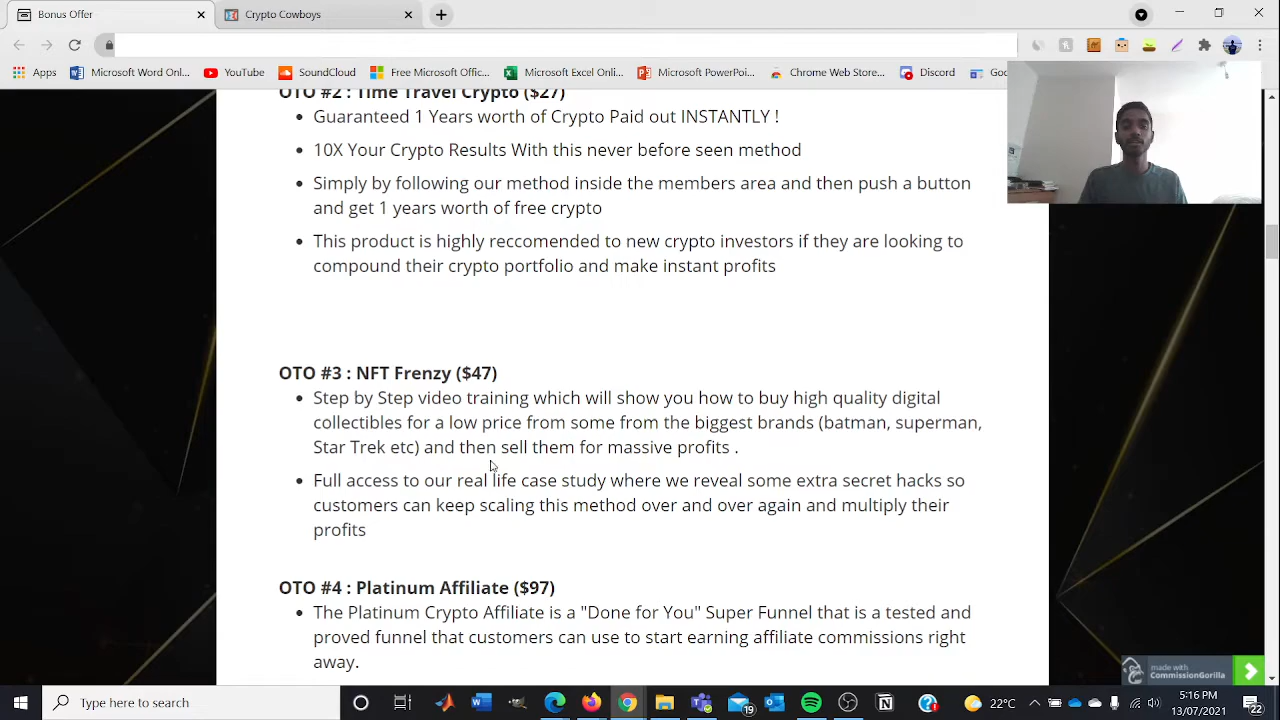 Bonus Offer
Crypto Cowboys
Apps
Microsoft Word Onl...
YouTube
SoundCloud
Free Microsoft Offic...
Microsoft Excel Onli...
Microsoft PowerPoi...
Chrome Web Store...
Discord
Goo
OTO #2 : Time Travel Crypto ($27)
Guaranteed 1 Years worth of Crypto Paid out INSTANTLY !
10X Your Crypto Results With this never before seen method
Simply by following our method inside the members area and then push a button
and get 1 years worth of free crypto
This product is highly reccomended to new crypto investors if they are looking to
compound their crypto portfolio and make instant profits
OTO #3 : NFT Frenzy ($47)
Step by Step video training which will show you how to buy high quality digital
collectibles for a low price from some from the biggest brands (batman, superman,
Star Trek etc) and then sell them for massive profits .
Full access to our real life case study where we reveal some extra secret hacks so
customers can keep scaling this method over and over again and multiply their
profits
OTO #4 : Platinum Affiliate ($97)
The Platinum Crypto Affiliate is a "Done for You" Super Funnel that is a tested and
proved funnel that customers can use to start earning affiliate commissions right
away.
made with
CommissionGorilla
Type here to search
19
22°C
ENG
5:16 PM
13/07/2021
22